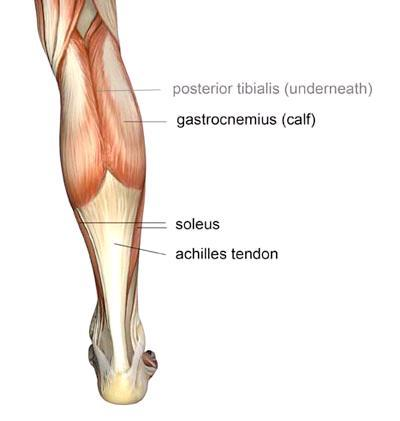 posterior tibialis (underneath)
gastrocnemius (calf)
soleus
achilles tendon